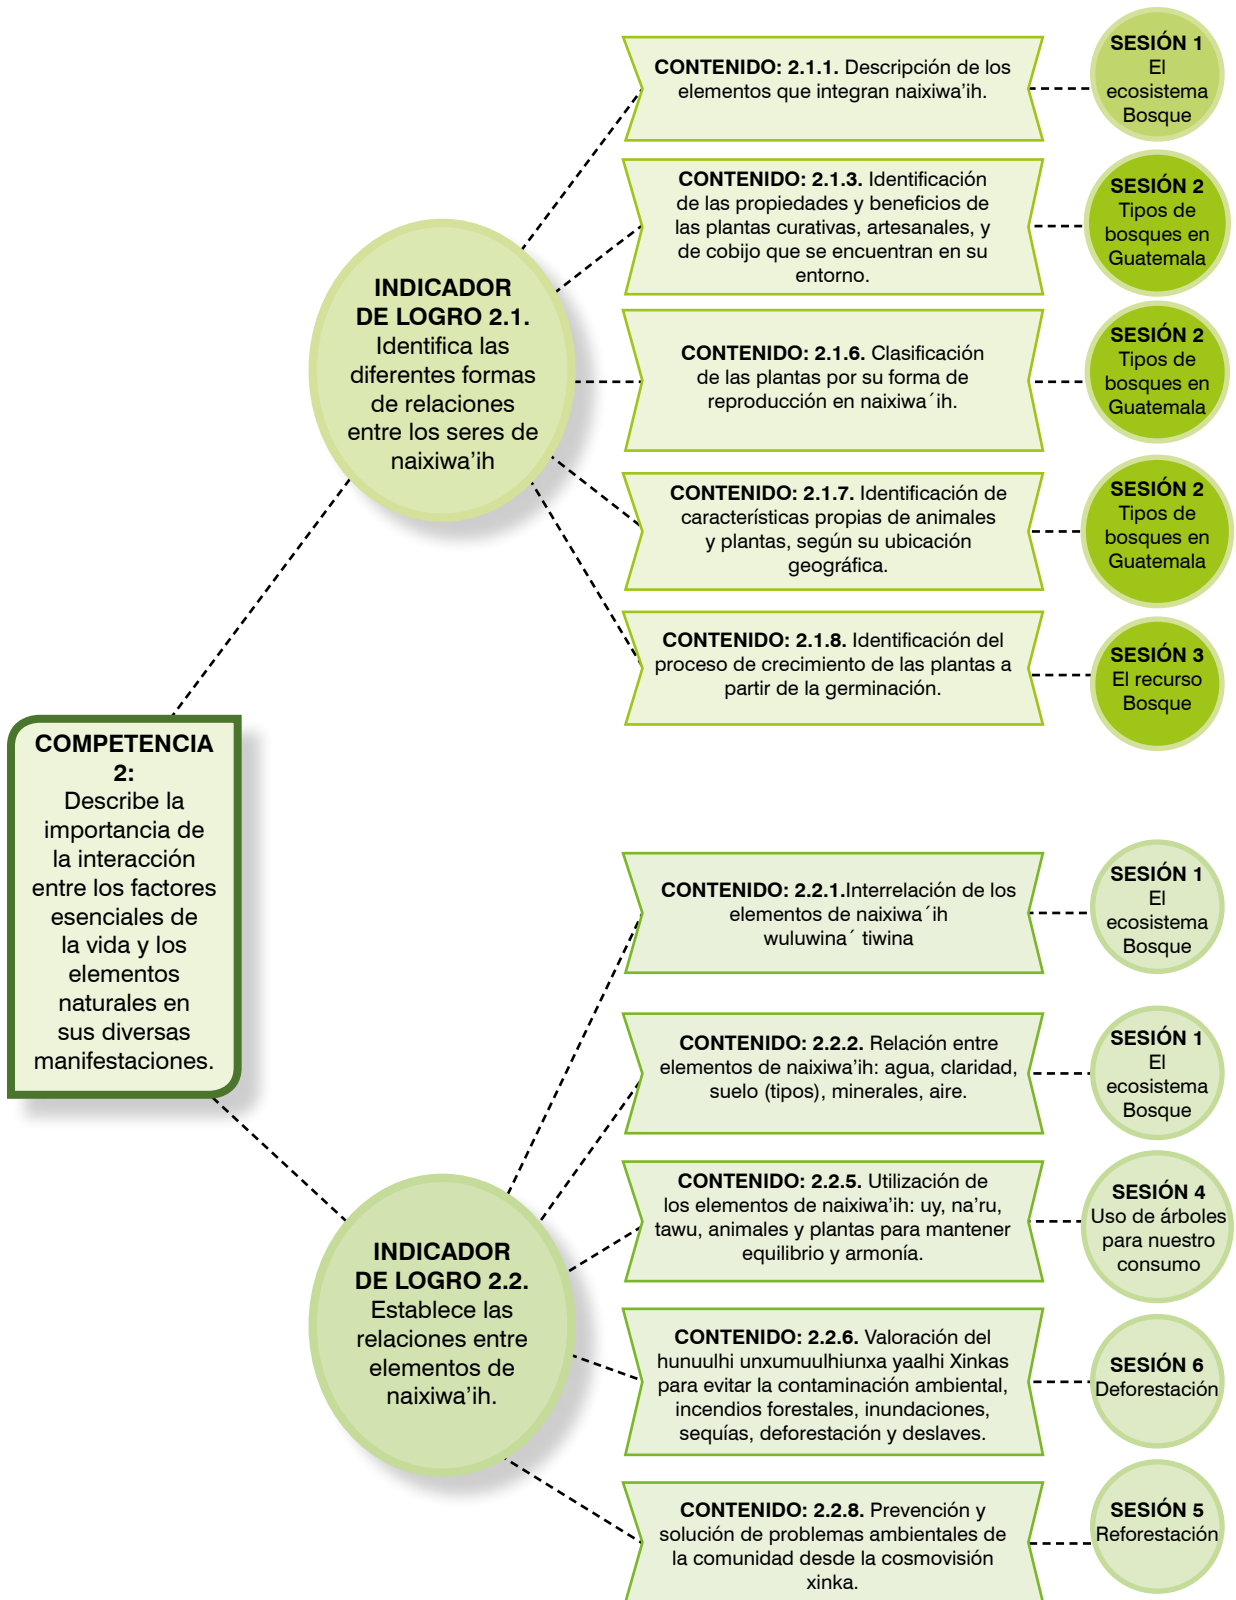 COMPETENCIA
2:
Describe la
importancia de
la interacción
entre los factores
esenciales de
la vida y los
elementos
naturales en
sus diversas
manifestaciones.
INDICADOR
DE LOGRO 2.1.
Identifica las
diferentes formas
de relaciones
entre los seres de
naixiwa'ih
CONTENIDO: 2.1.1. Descripción de los
elementos que integran naixiwa'ih.
SESIÓN 1
El
ecosistema
Bosque
CONTENIDO: 2.1.3. Identificación
de las propiedades y beneficios de
las plantas curativas, artesanales, y
de cobijo que se encuentran en su
entorno.
SESIÓN 2
Tipos de
bosques en
Guatemala
CONTENIDO: 2.1.6. Clasificación
de las plantas por su forma de
reproducción en naixiwa´ih.
SESIÓN 2
Tipos de
bosques en
Guatemala
CONTENIDO: 2.1.7. Identificación de
características propias de animales
y plantas, según su ubicación
geográfica.
SESIÓN 2
Tipos de
bosques en
Guatemala
CONTENIDO: 2.1.8. Identificación del
proceso de crecimiento de las plantas a
partir de la germinación.
SESIÓN 3
El recurso
Bosque
INDICADOR
DE LOGRO 2.2.
Establece las
relaciones entre
elementos de
naixiwa'ih.
CONTENIDO: 2.2.1.Interrelación de los
elementos de naixiwa´ih
wuluwina´ tiwina
SESIÓN 1
El
ecosistema
Bosque
CONTENIDO: 2.2.2. Relación entre
elementos de naixiwa'ih: agua, claridad,
suelo (tipos), minerales, aire.
SESIÓN 1
El
ecosistema
Bosque
CONTENIDO: 2.2.5. Utilización de
los elementos de naixiwa'ih: uy, na'ru,
tawu, animales y plantas para mantener
equilibrio y armonía.
SESIÓN 4
Uso de árboles
para nuestro
consumo
CONTENIDO: 2.2.6. Valoración del
hunuulhi unxumuulhiunxa yaalhi Xinkas
para evitar la contaminación ambiental,
incendios forestales, inundaciones,
sequías, deforestación y deslaves.
SESIÓN 6
Deforestación
CONTENIDO: 2.2.8. Prevención y
solución de problemas ambientales de
la comunidad desde la cosmovisión
xinka.
SESIÓN 5
Reforestación